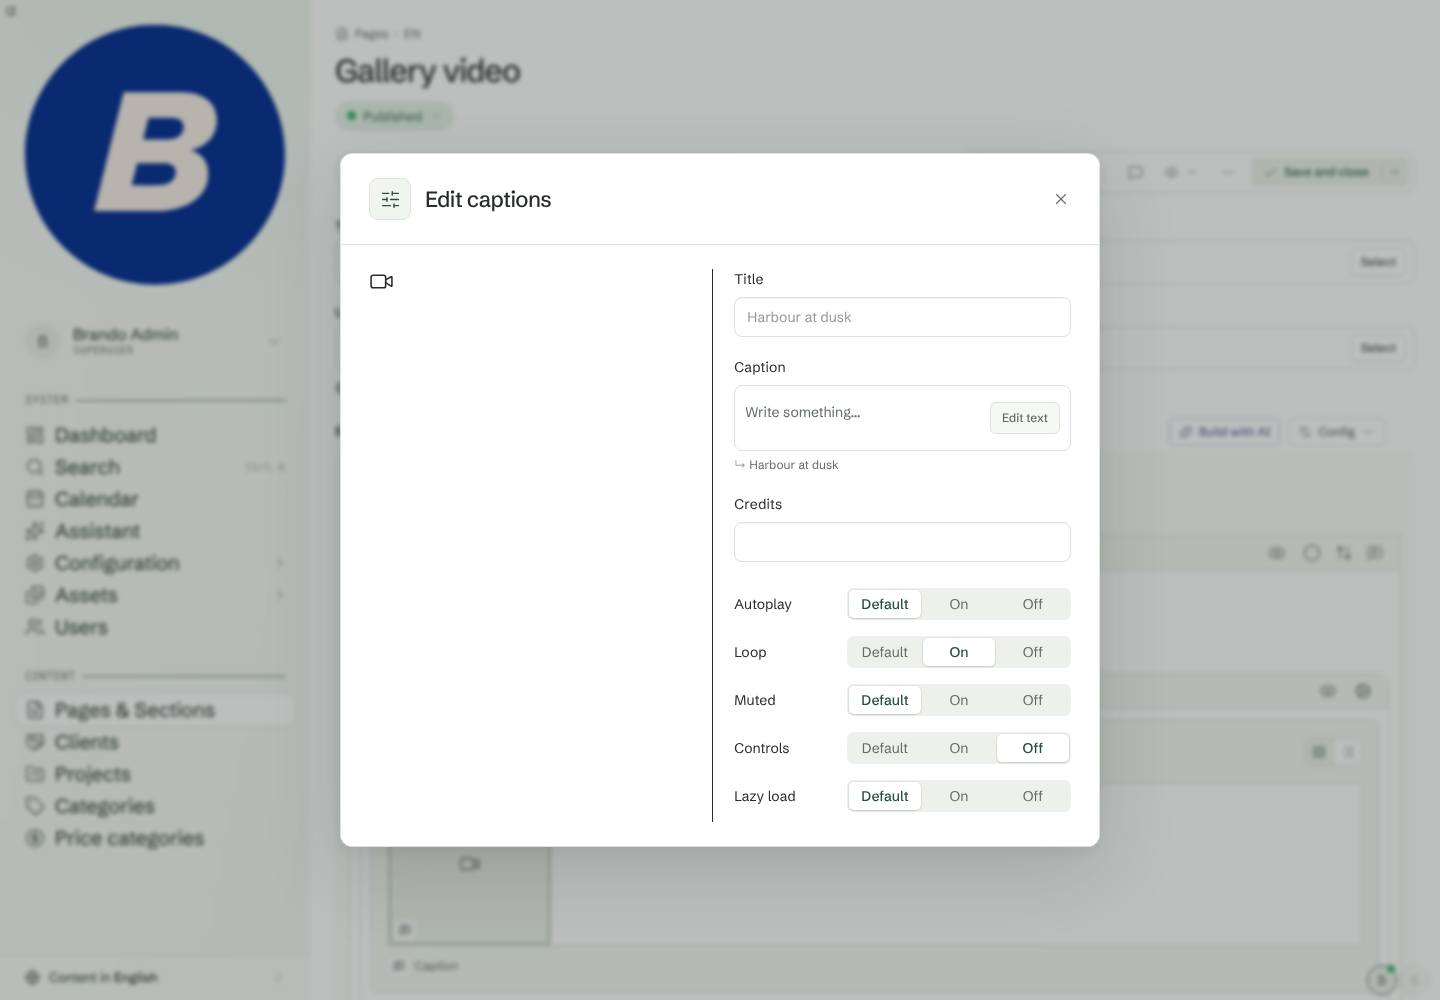 B
Brando Admin
SUPERUSER
SYSTEM
Dashboard
Search
Calendar
Assistant
Configuration
Assets
Users
CONTENT
Pages & Sections
Clients
Projects
Categories
Price categories
Content in English
Pages · EN
Gallery video
Published
Save and close
Select
Select
Build with AI
Config
Edit captions
Title
Harbour at dusk
Caption
Write something...
Edit text
Harbour at dusk
Credits
Autoplay Default On Off
Loop Default On Off
Muted Default On Off
Controls Default On Off
Lazy load Default On Off
Caption